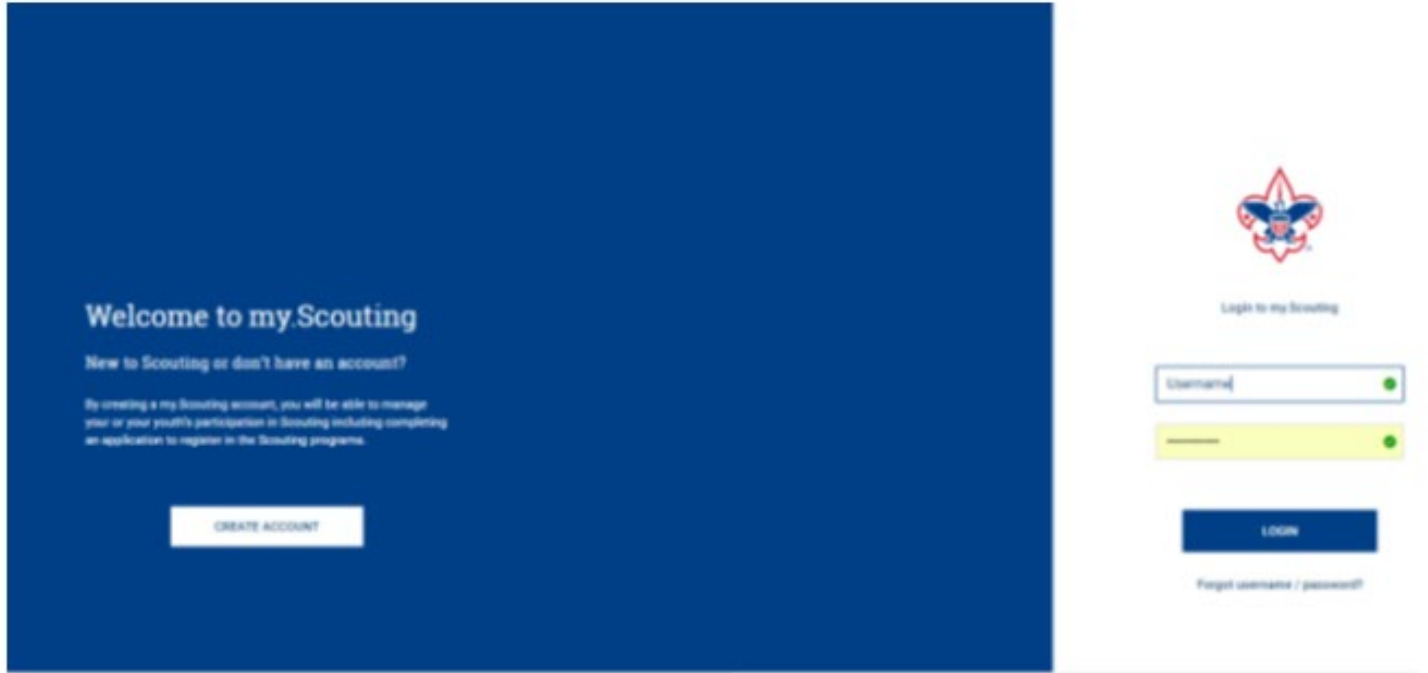 Welcome to my.Scouting
New to Scouting or don't have an account?
By creating a my.Scouting account, you will be able to manage
your or your youth's participation in Scouting including completing
an application to register in the Scouting programs.
CREATE ACCOUNT
Login to my.Scouting
Username
LOGIN
Forgot username / password?